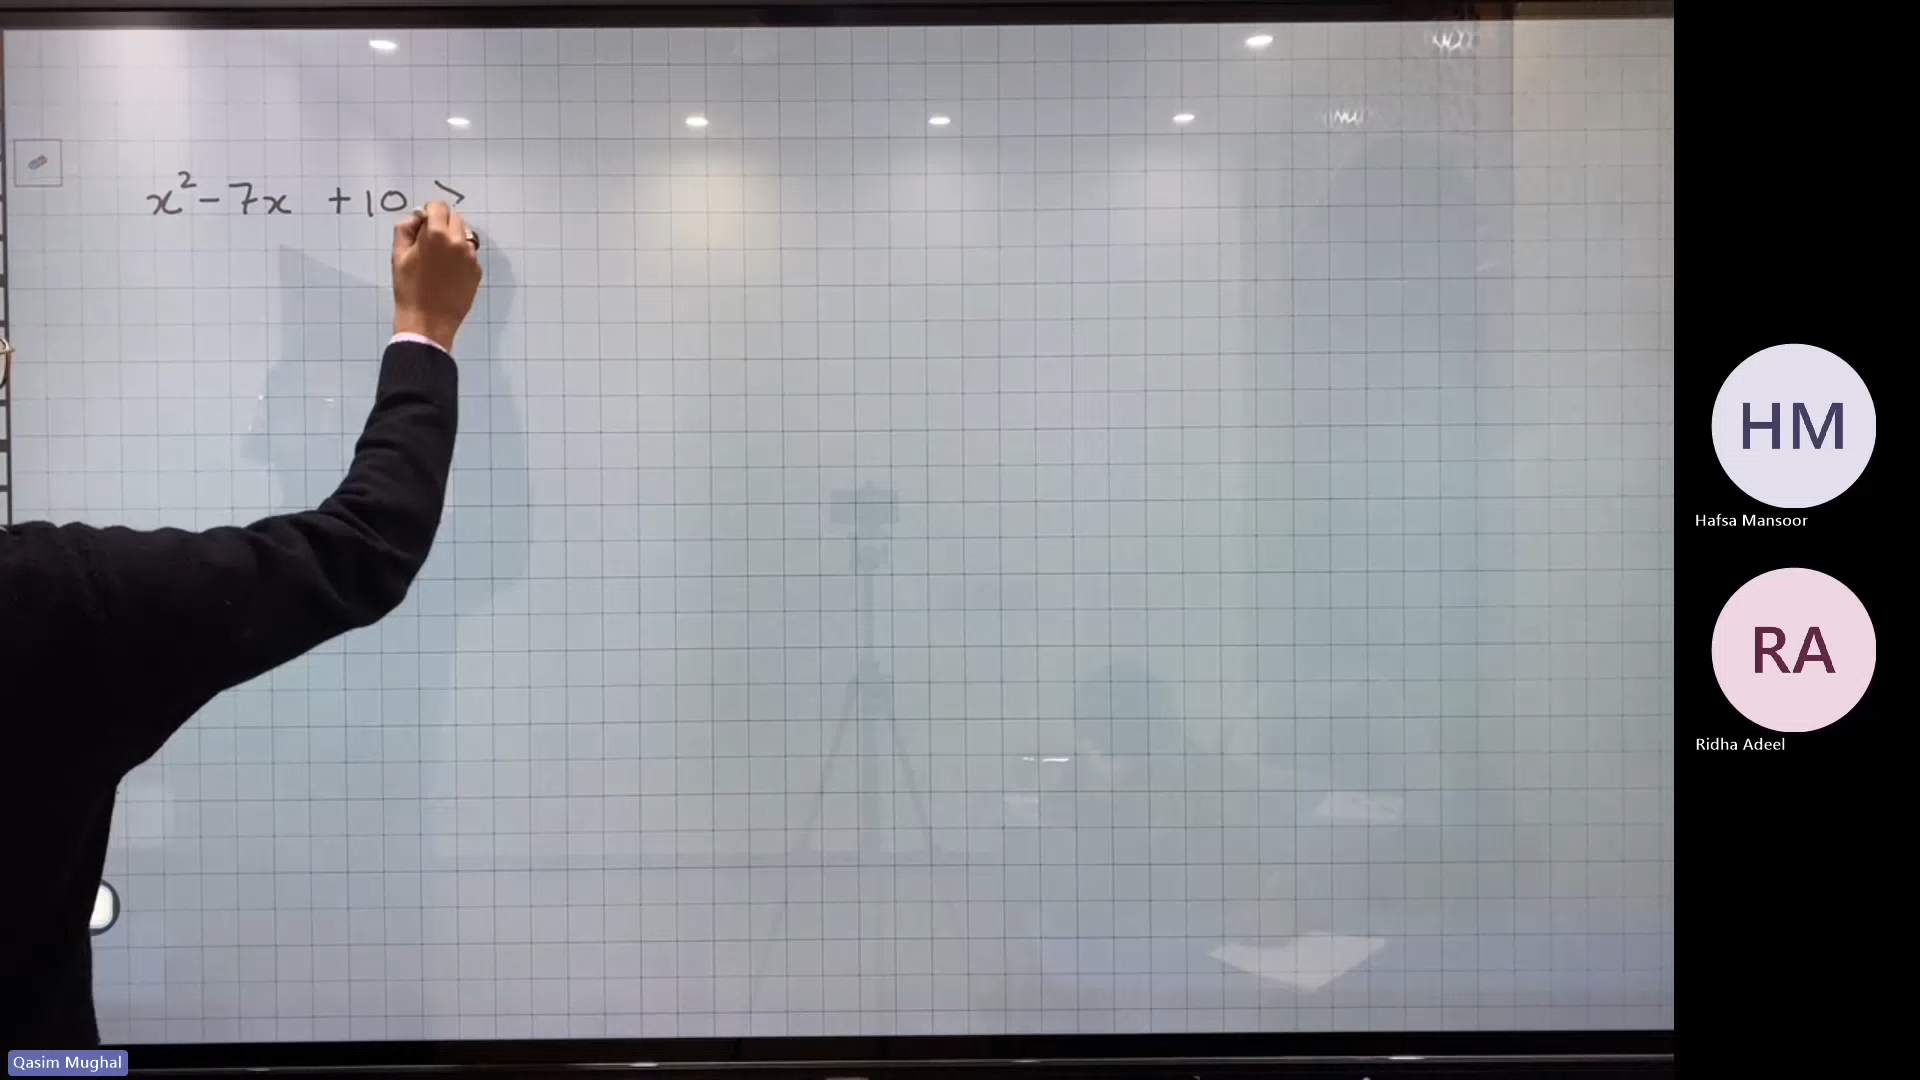 x² - 7x + 10 >
HM
Hafsa Mansoor
RA
Ridha Adeel
Qasim Mughal